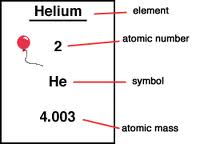 Helium
element
2
atomic number
He
symbol
4.003
atomic mass